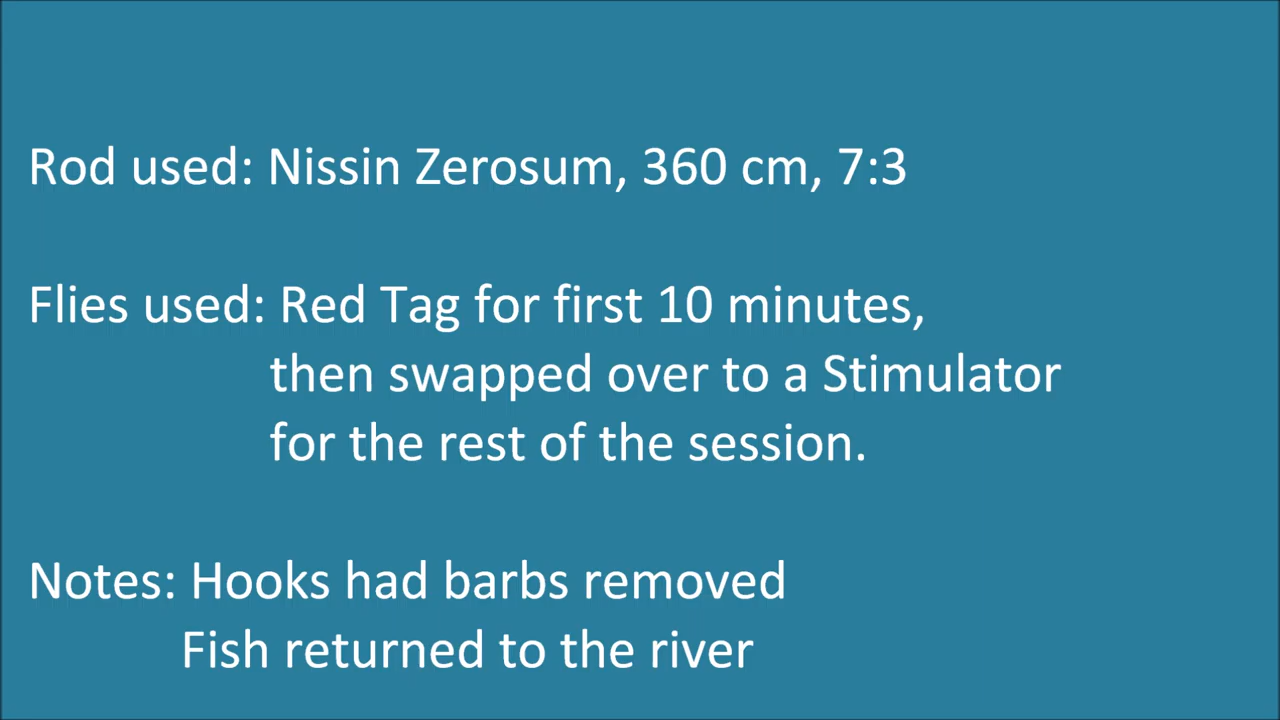 Rod used: Nissin Zerosum, 360 cm, 7:3
Flies used: Red Tag for first 10 minutes,
then swapped over to a Stimulator
for the rest of the session.
Notes: Hooks had barbs removed
Fish returned to the river